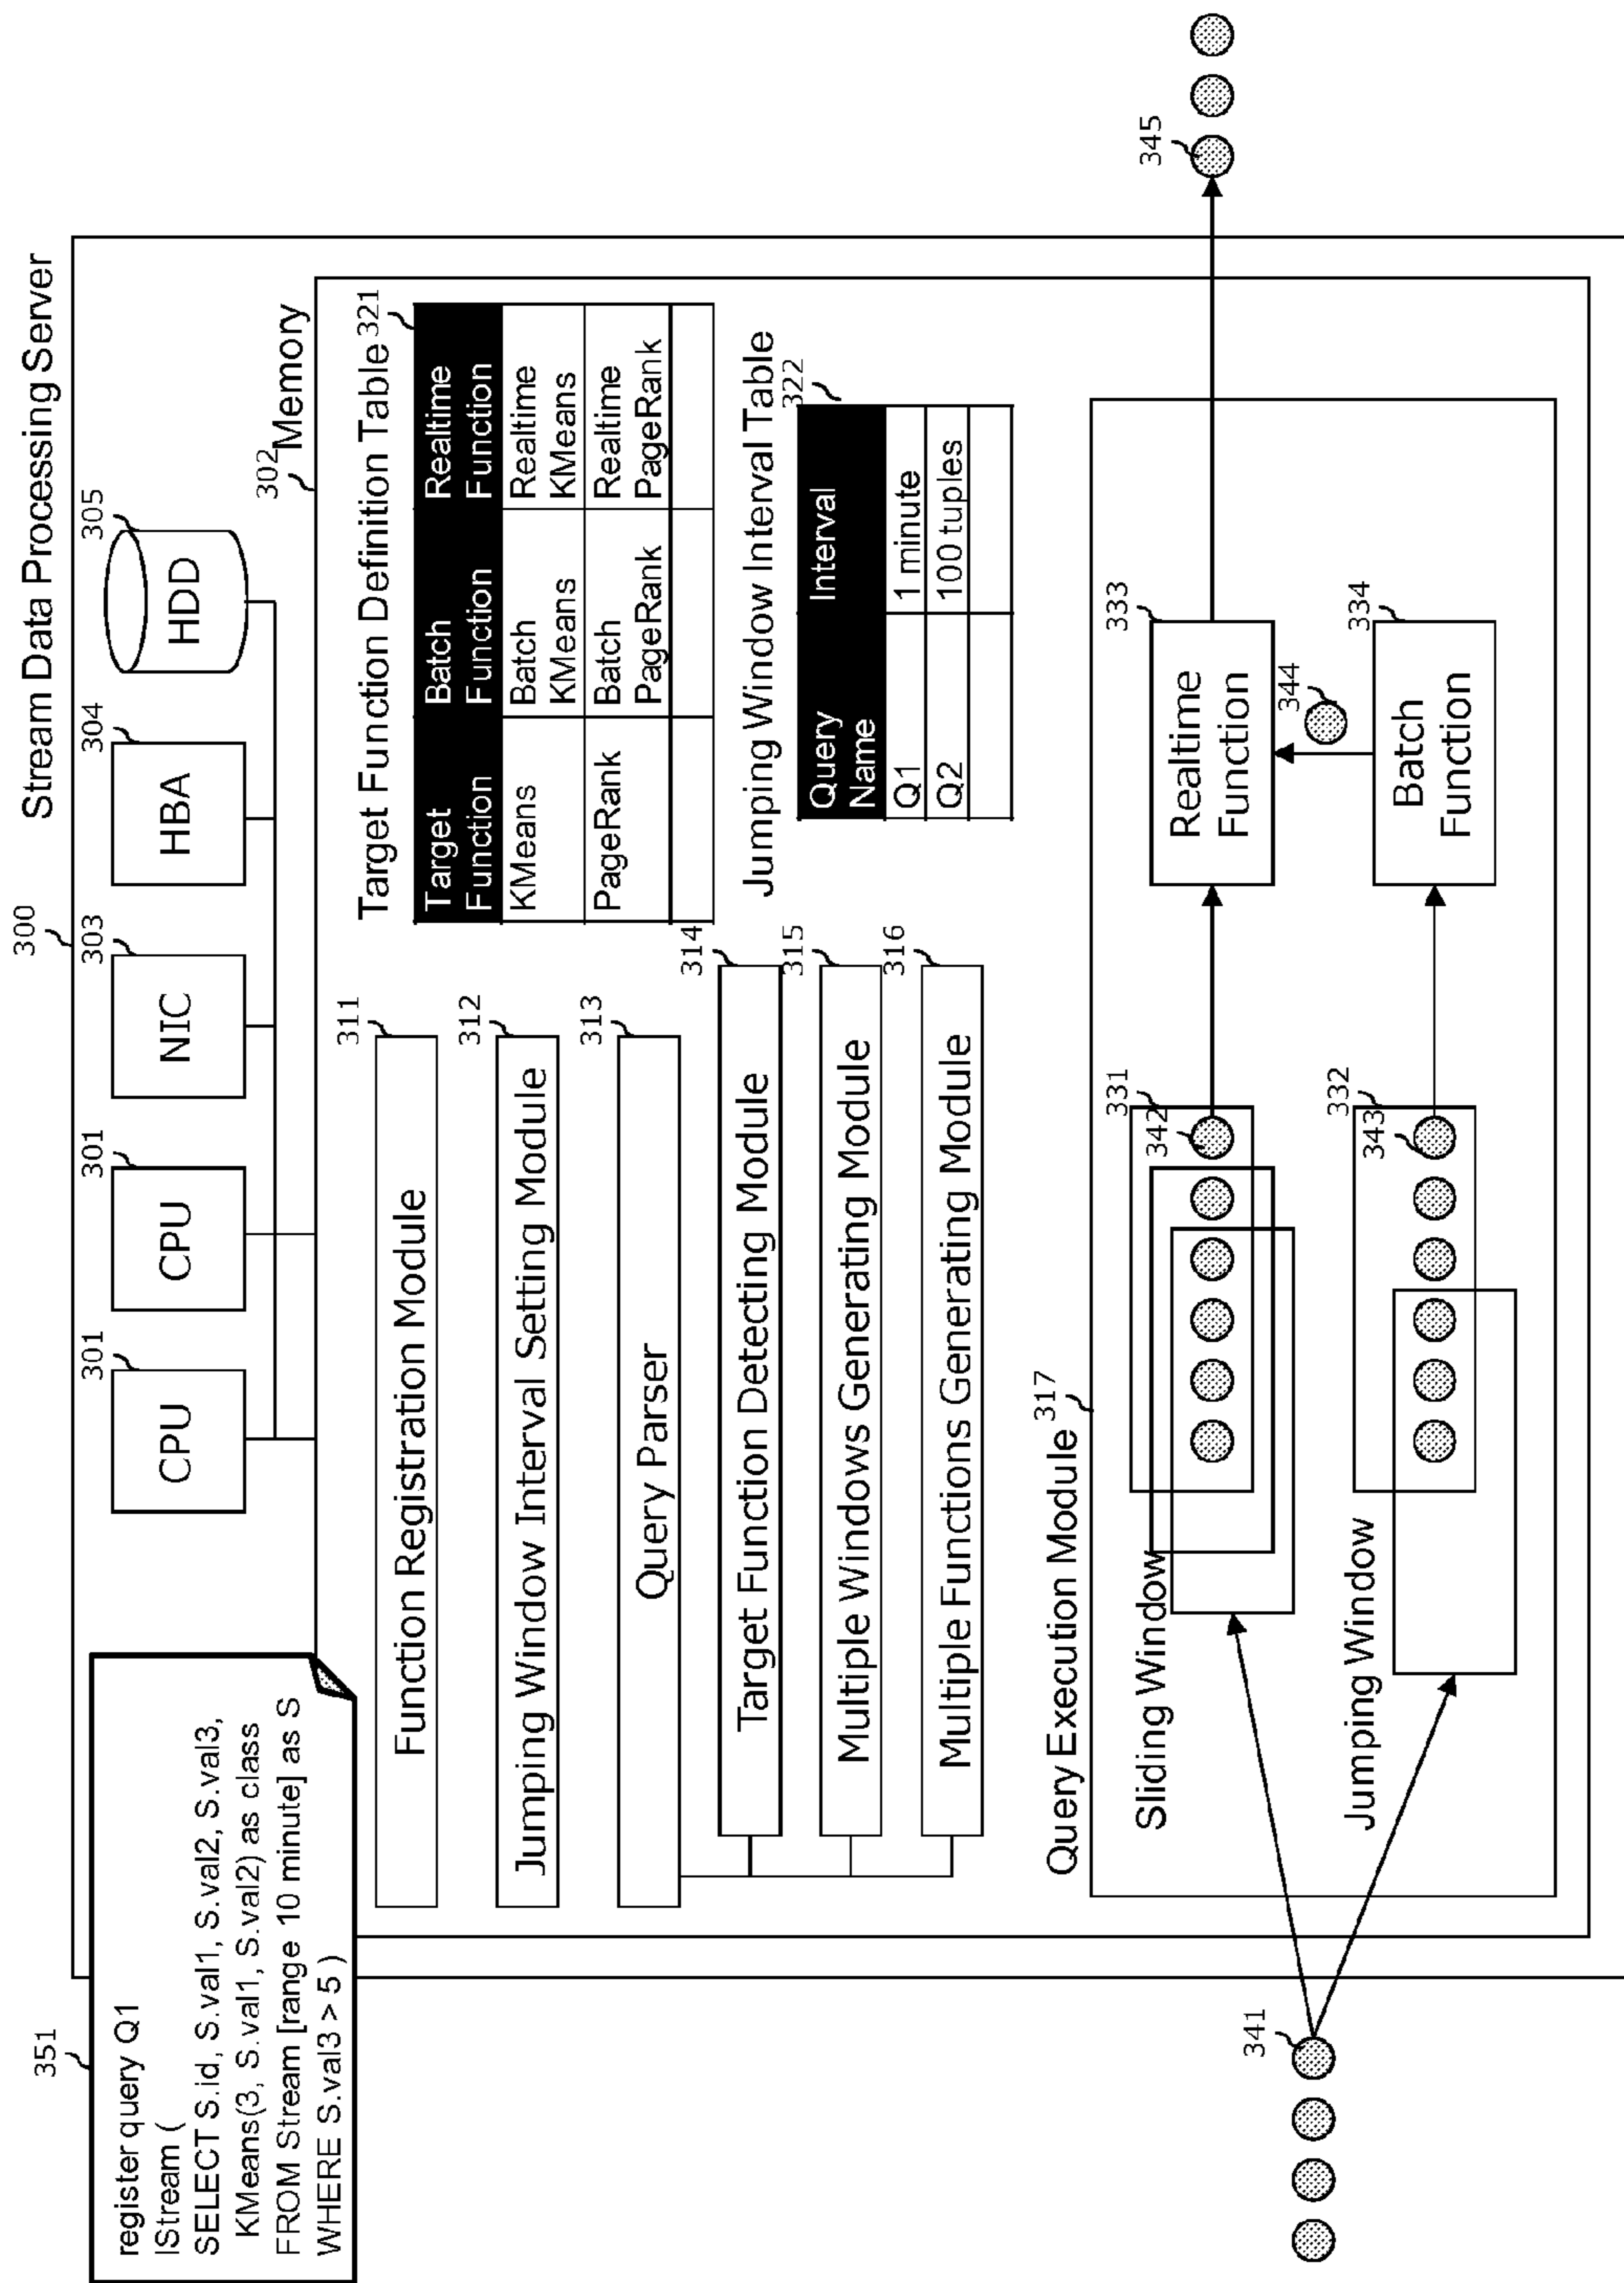 Stream Data Processing Server
300
351
register query Q1
IStream (
SELECT S.id, S.val1, S.val2, S.val3,
KMeans(3, S.val1, S.val2) as class
FROM Stream [range 10 minute] as S
WHERE S.val3 > 5 )
301
CPU
301
CPU
303
NIC
304
HBA
305
HDD
302
Memory
311
Function Registration Module
312
Jumping Window Interval Setting Module
313
Query Parser
314
Target Function Detecting Module
315
Multiple Windows Generating Module
316
Multiple Functions Generating Module
Target Function Definition Table
321
Target Function
Batch Function
Realtime Function
KMeans
Batch KMeans
Realtime KMeans
PageRank
Batch PageRank
Realtime PageRank
Jumping Window Interval Table
322
Query Name
Interval
Q1
1 minute
Q2
100 tuples
Query Execution Module
317
Sliding Window
331
342
333
Realtime
Function
344
Jumping Window
332
343
334
Batch
Function
341
345